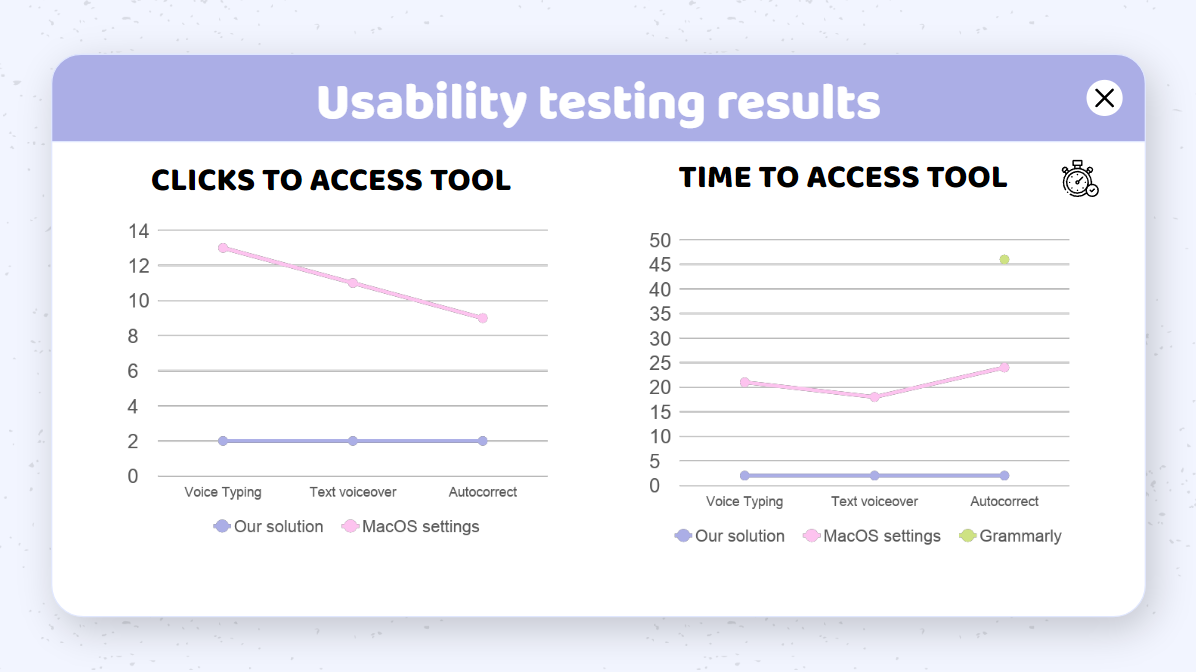 Usability testing results
CLICKS TO ACCESS TOOL
14
12
10
8
6
4
2
0
Voice Typing Text voiceover Autocorrect
Our solution MacOS settings
TIME TO ACCESS TOOL
50
45
40
35
30
25
20
15
10
5
0
Voice Typing Text voiceover Autocorrect
Our solution MacOS settings Grammarly